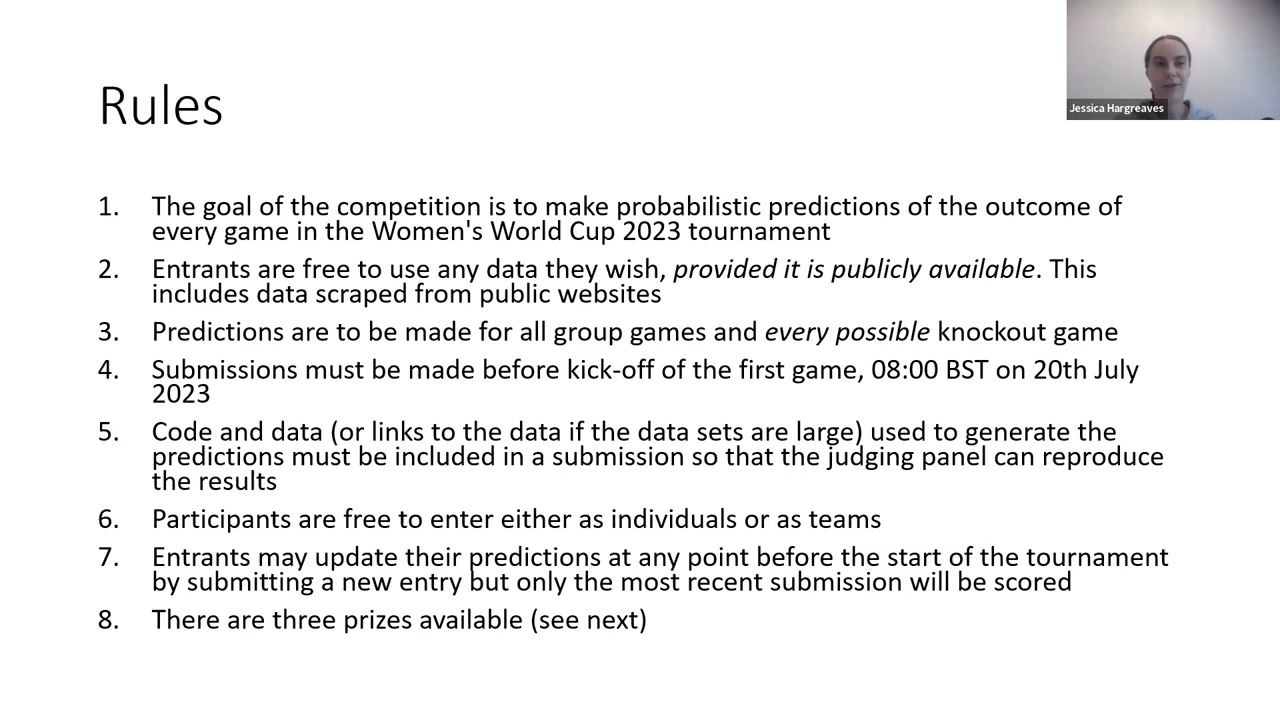 Rules
Jessica Hargreaves
1. The goal of the competition is to make probabilistic predictions of the outcome of
every game in the Women's World Cup 2023 tournament
2. Entrants are free to use any data they wish, provided it is publicly available. This
includes data scraped from public websites
3. Predictions are to be made for all group games and every possible knockout game
4. Submissions must be made before kick-off of the first game, 08:00 BST on 20th July
2023
5. Code and data (or links to the data if the data sets are large) used to generate the
predictions must be included in a submission so that the judging panel can reproduce
the results
6. Participants are free to enter either as individuals or as teams
7. Entrants may update their predictions at any point before the start of the tournament
by submitting a new entry but only the most recent submission will be scored
8. There are three prizes available (see next)